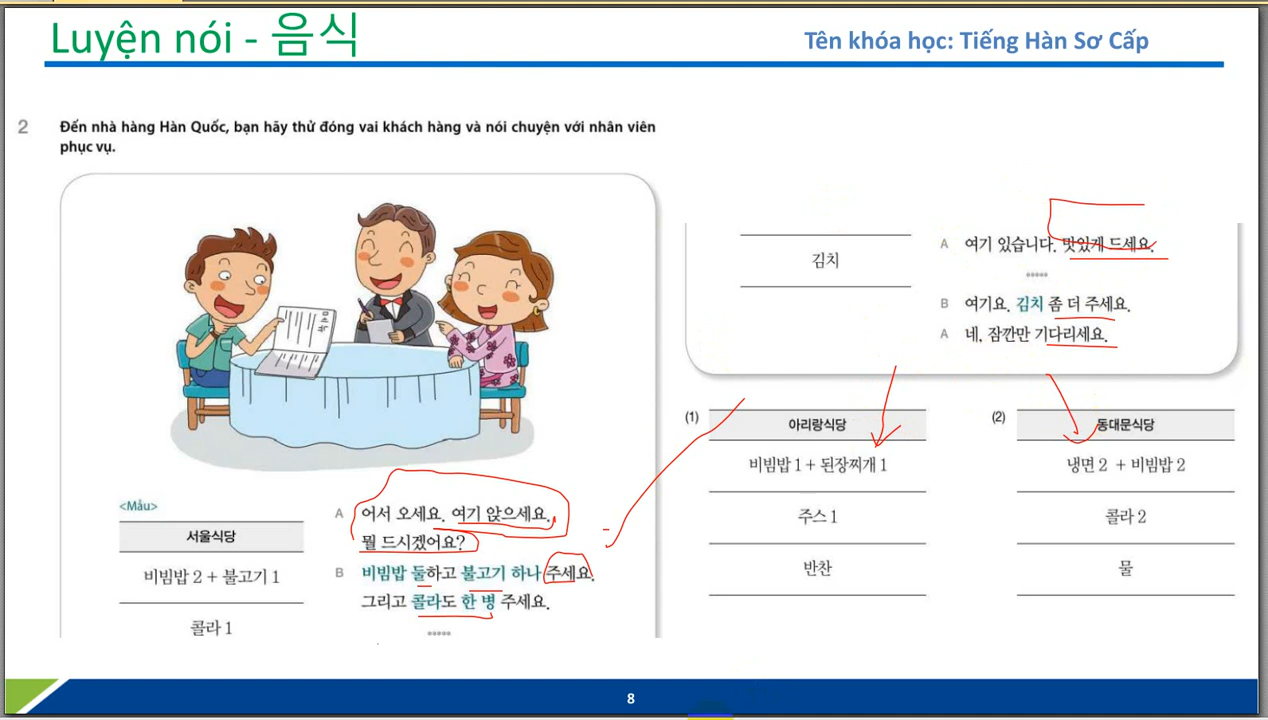 Luyện nói - 음식
Tên khóa học: Tiếng Hàn Sơ Cấp
2 Đến nhà hàng Hàn Quốc, bạn hãy thử đóng vai khách hàng và nói chuyện với nhân viên
phục vụ.
<Mẫu>
서울식당
비빔밥 2 + 불고기 1
콜라 1
A 어서 오세요. 여기 앉으세요.
뭘 드시겠어요?
B 비빔밥 둘하고 불고기 하나 주세요.
그리고 콜라도 한 병 주세요.
김치
A 여기 있습니다. 맛있게 드세요.
B 여기요. 김치 좀 더 주세요.
A 네, 잠깐만 기다리세요.
(1) 아리랑식당
비빔밥 1 + 된장찌개 1
주스 1
반찬
(2) 동대문식당
냉면 2 + 비빔밥 2
콜라 2
물
8